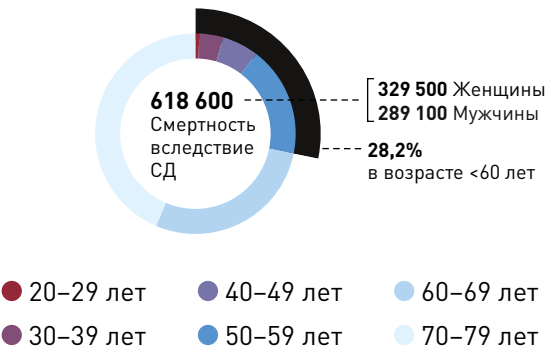 618 600
Смертность
вследствие
СД
329 500 Женщины
289 100 Мужчины
28,2%
в возрасте <60 лет
20–29 лет
40–49 лет
60–69 лет
30–39 лет
50–59 лет
70–79 лет